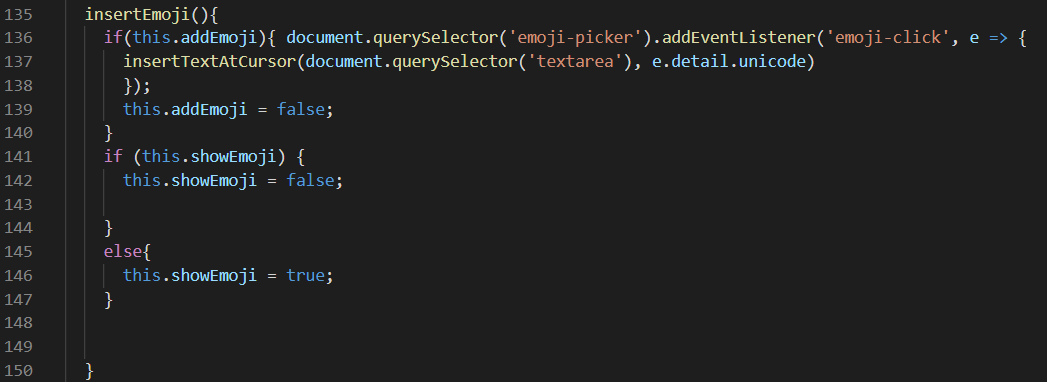 135 insertEmoji(){
136 if(this.addEmoji){ document.querySelector('emoji-picker').addEventListener('emoji-click', e => {
137 insertTextAtCursor(document.querySelector('textarea'), e.detail.unicode)
138 });
139 this.addEmoji = false;
140 }
141 if (this.showEmoji) {
142 this.showEmoji = false;
143
144 }
145 else{
146 this.showEmoji = true;
147 }
148
149
150 }